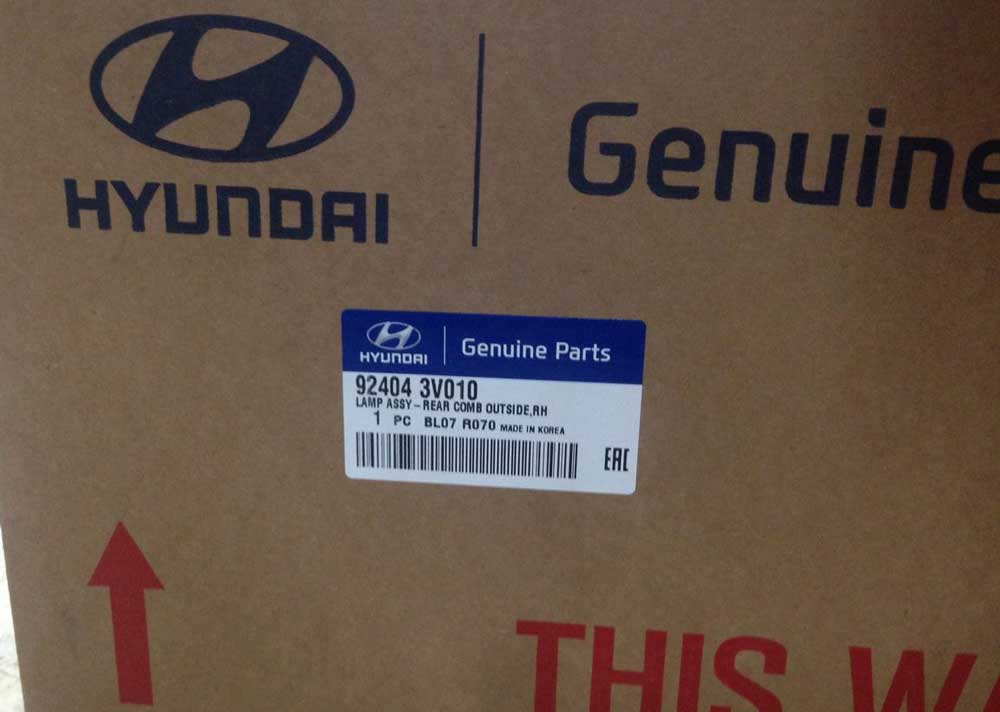 HYUNDAI
Genuine
HYUNDAI
Genuine Parts
92404 3V010
LAMP ASSY-REAR COMB OUTSIDE,RH
1 PC BL07 R070 MADE IN KOREA
EAC
THIS WA